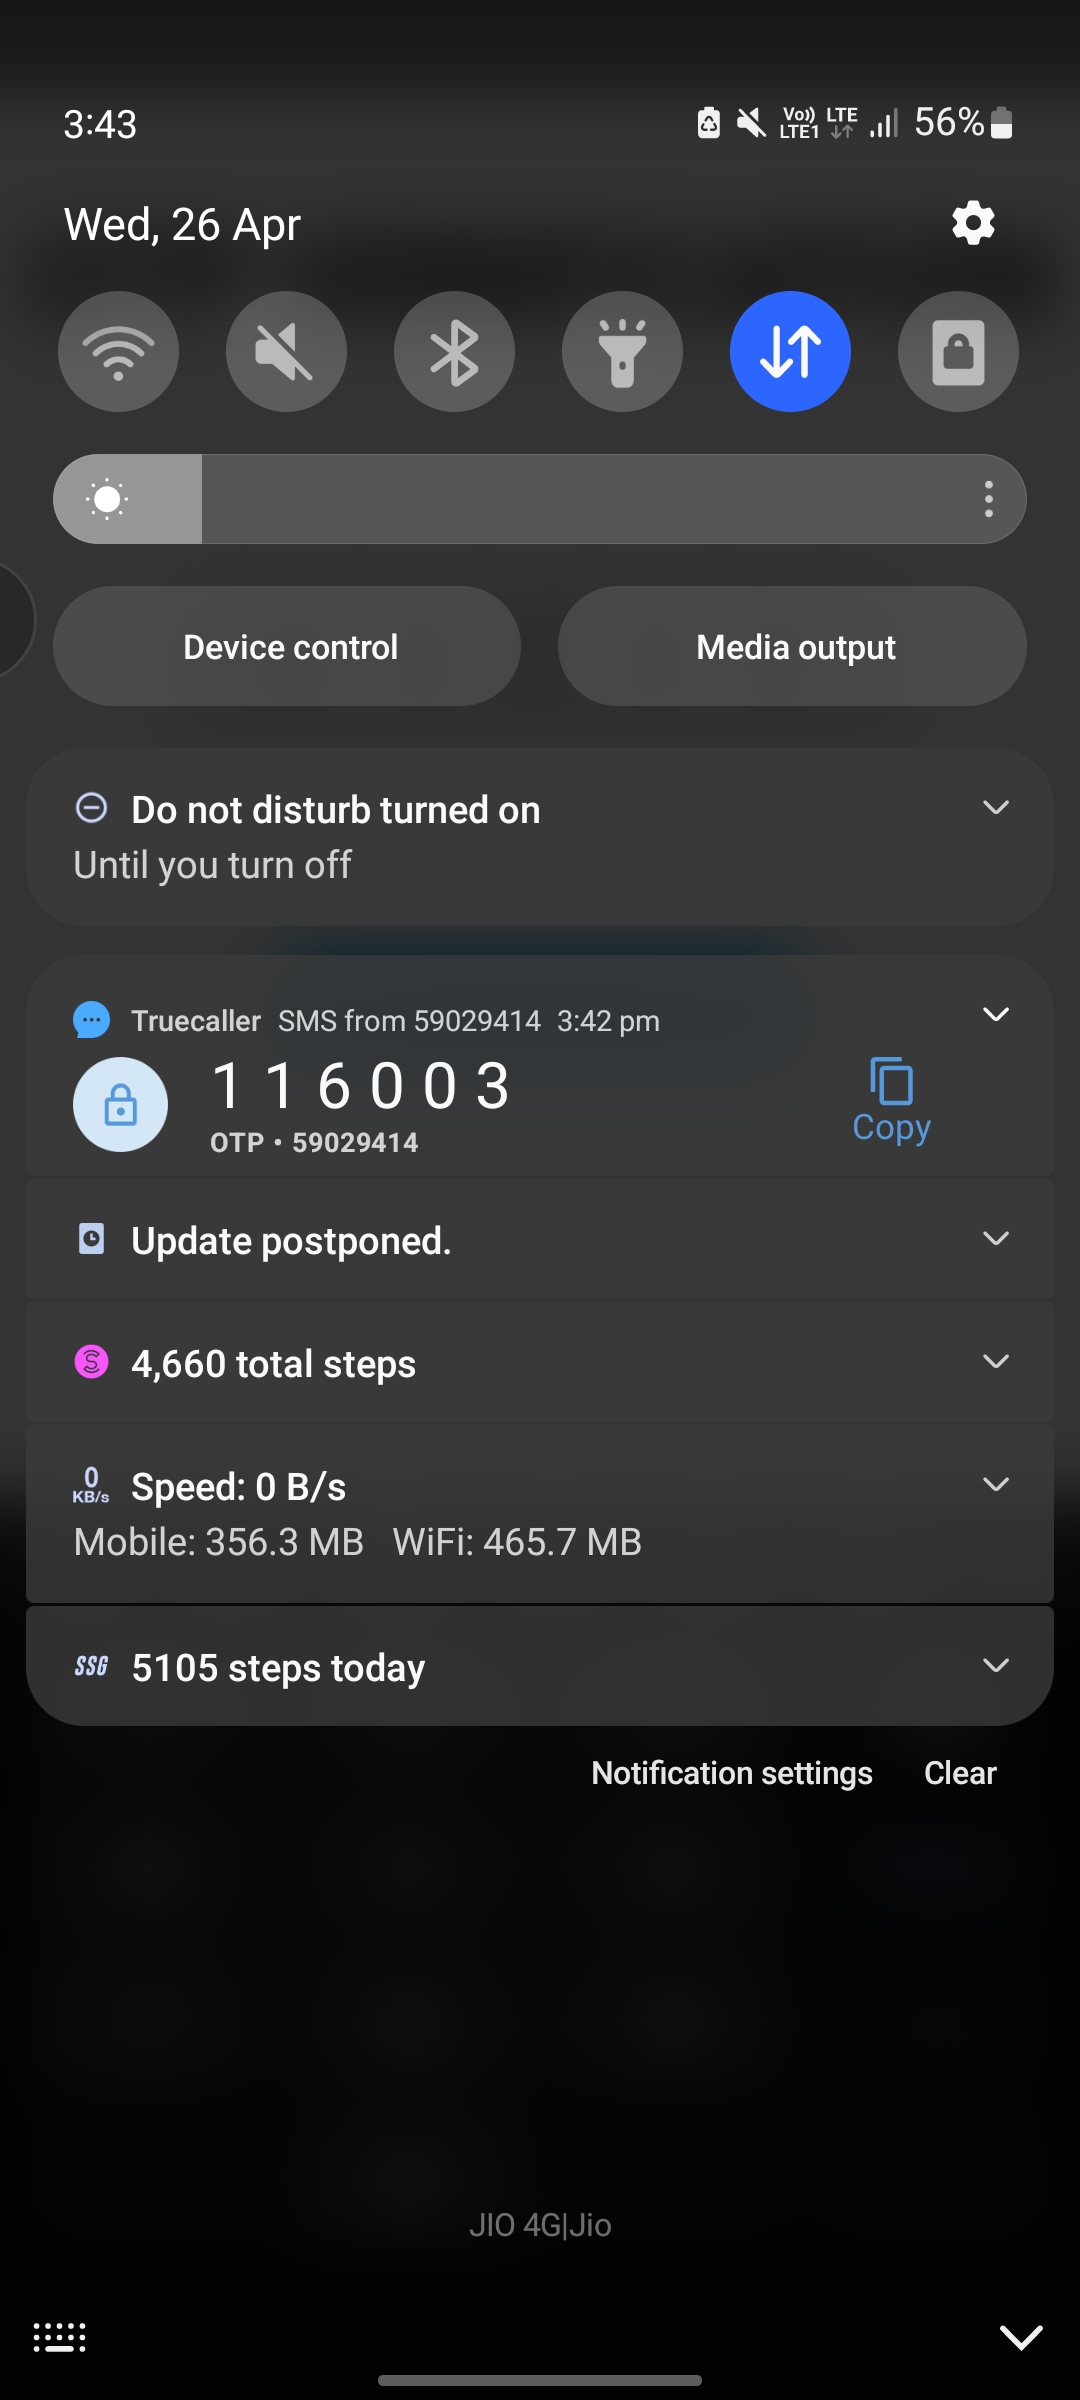 3:43
Vo)) LTE1 LTE 56%
Wed, 26 Apr
Device control
Media output
Do not disturb turned on
Until you turn off
Truecaller SMS from 59029414 3:42 pm
1 1 6 0 0 3
OTP • 59029414
Copy
Update postponed.
4,660 total steps
0 KB/s Speed: 0 B/s
Mobile: 356.3 MB WiFi: 465.7 MB
SSG 5105 steps today
Notification settings Clear
JIO 4G|Jio